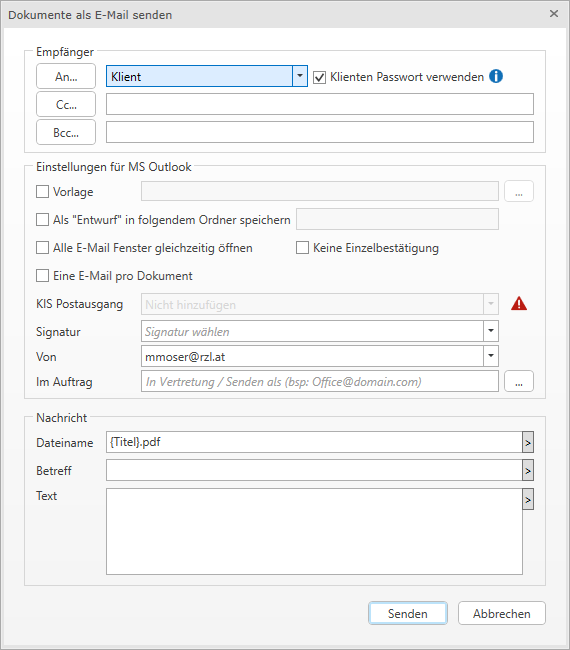 Dokumente als E-Mail senden
Empfänger
An... Klient Klienten Passwort verwenden
Cc...
Bcc...
Einstellungen für MS Outlook
Vorlage ...
Als "Entwurf" in folgendem Ordner speichern
Alle E-Mail Fenster gleichzeitig öffnen Keine Einzelbestätigung
Eine E-Mail pro Dokument
KIS Postausgang Nicht hinzufügen
Signatur Signatur wählen
Von mmoser@rzl.at
Im Auftrag In Vertretung / Senden als (bsp: Office@domain.com) ...
Nachricht
Dateiname {Titel}.pdf >
Betreff >
Text >
Senden Abbrechen